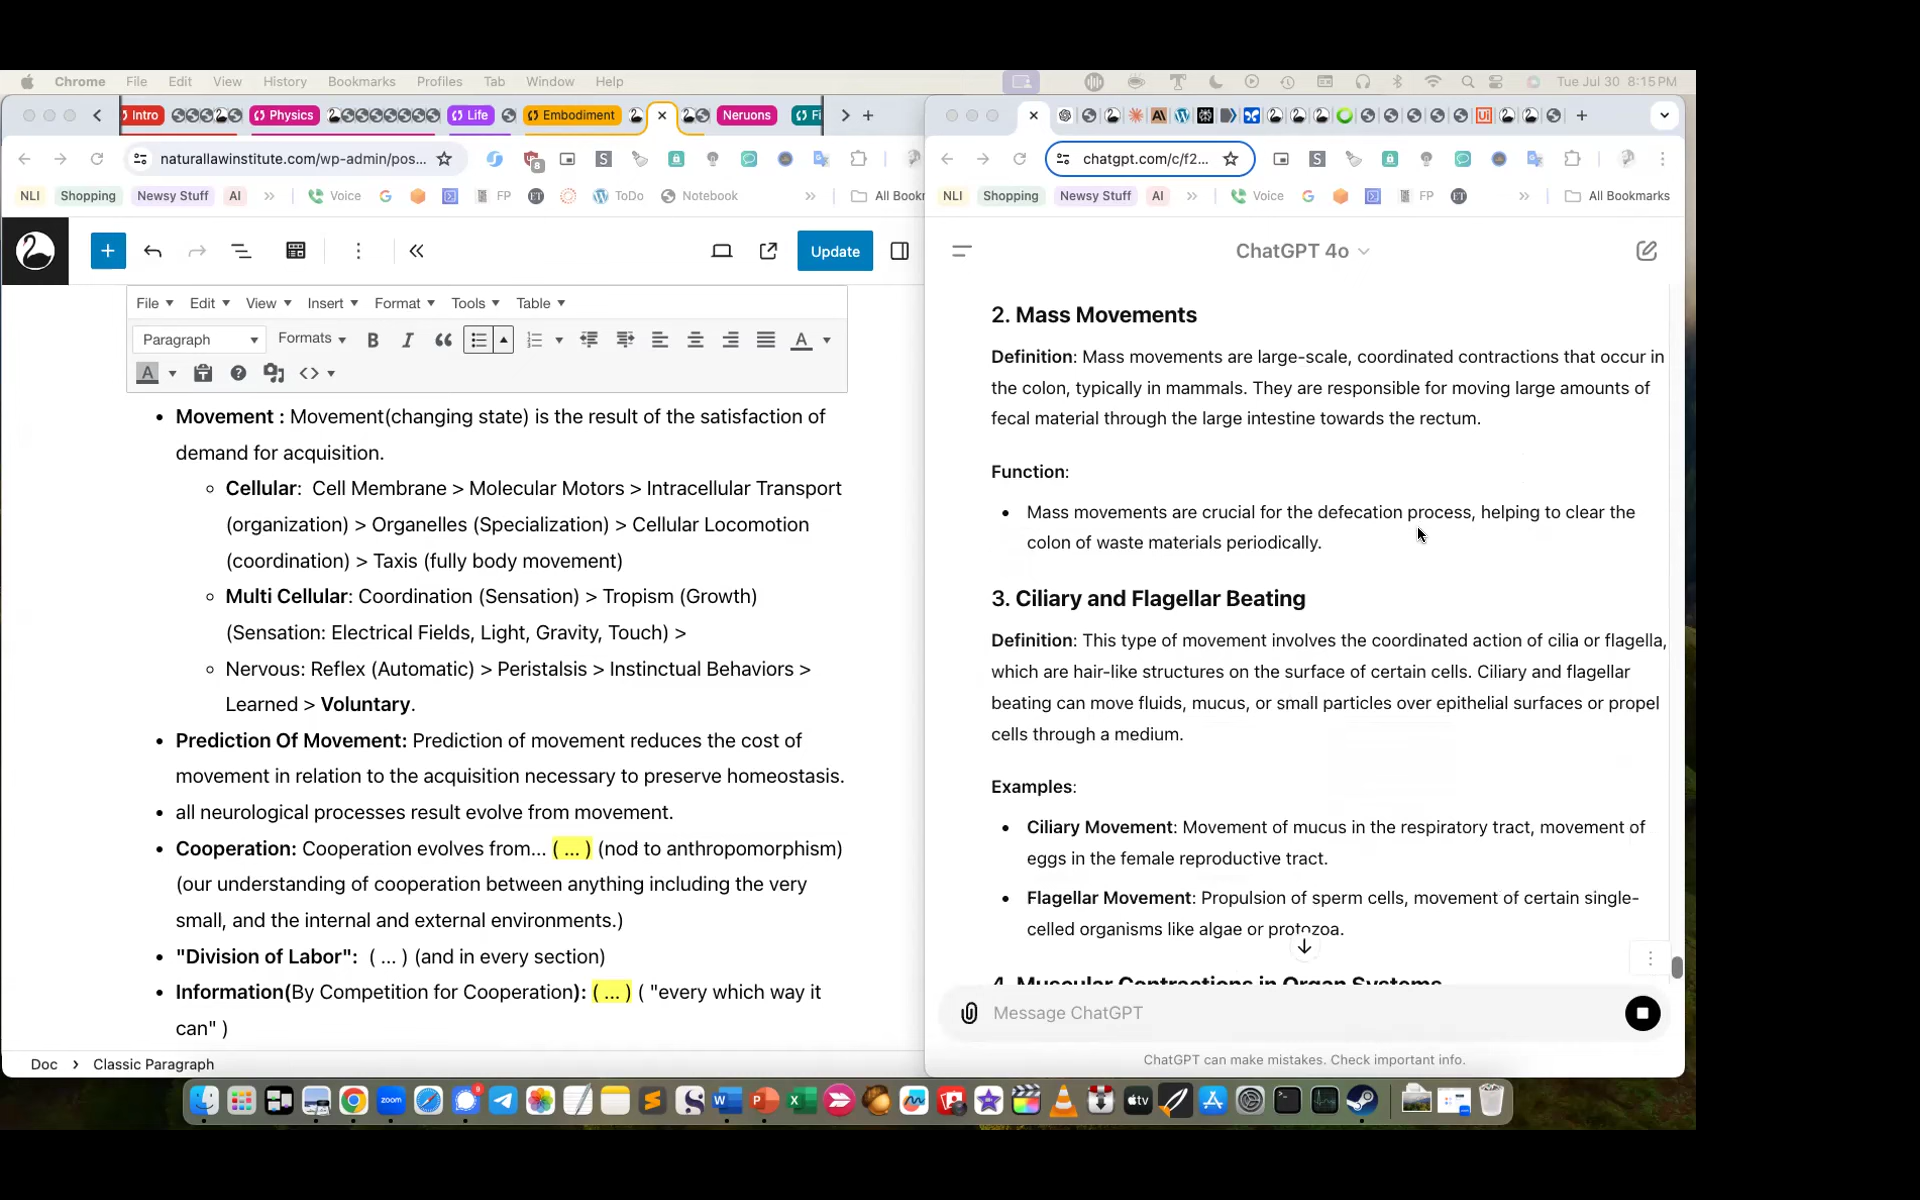 Chrome File Edit View History Bookmarks Profiles Tab Window Help Tue Jul 30 8:15 PM
Intro Physics Life Embodiment Neruons Fi
naturallawinstitute.com/wp-admin/pos...
NLI Shopping Newsy Stuff AI » Voice FP ToDo Notebook » All Bookr
Update
File Edit View Insert Format Tools Table
Paragraph Formats B I A
A
• Movement : Movement(changing state) is the result of the satisfaction of
demand for acquisition.
Cellular: Cell Membrane > Molecular Motors > Intracellular Transport
(organization) > Organelles (Specialization) > Cellular Locomotion
(coordination) > Taxis (fully body movement)
Multi Cellular: Coordination (Sensation) > Tropism (Growth)
(Sensation: Electrical Fields, Light, Gravity, Touch) >
Nervous: Reflex (Automatic) > Peristalsis > Instinctual Behaviors >
Learned > Voluntary.
• Prediction Of Movement: Prediction of movement reduces the cost of
movement in relation to the acquisition necessary to preserve homeostasis.
• all neurological processes result evolve from movement.
• Cooperation: Cooperation evolves from... ( ... ) (nod to anthropomorphism)
(our understanding of cooperation between anything including the very
small, and the internal and external environments.)
• "Division of Labor": ( ... ) (and in every section)
• Information(By Competition for Cooperation): ( ... ) ( "every which way it
can" )
Doc > Classic Paragraph
chatgpt.com/c/f2...
NLI Shopping Newsy Stuff AI » Voice FP ET » All Bookmarks
ChatGPT 4o
2. Mass Movements
Definition: Mass movements are large-scale, coordinated contractions that occur in
the colon, typically in mammals. They are responsible for moving large amounts of
fecal material through the large intestine towards the rectum.
Function:
• Mass movements are crucial for the defecation process, helping to clear the
colon of waste materials periodically.
3. Ciliary and Flagellar Beating
Definition: This type of movement involves the coordinated action of cilia or flagella,
which are hair-like structures on the surface of certain cells. Ciliary and flagellar
beating can move fluids, mucus, or small particles over epithelial surfaces or propel
cells through a medium.
Examples:
• Ciliary Movement: Movement of mucus in the respiratory tract, movement of
eggs in the female reproductive tract.
• Flagellar Movement: Propulsion of sperm cells, movement of certain single-
celled organisms like algae or protozoa.
4. Muscular Contractions in Organ Systems
Message ChatGPT
ChatGPT can make mistakes. Check important info.
zoom tv